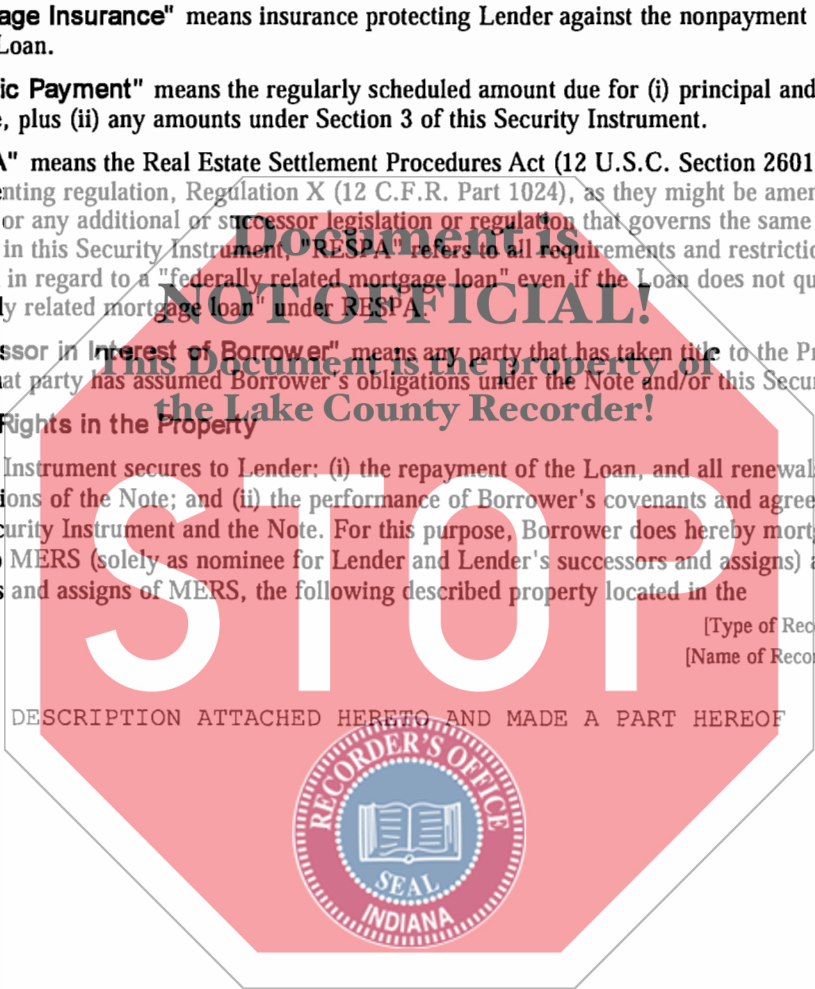 age Insurance" means insurance protecting Lender against the nonpayment
Loan.
ic Payment" means the regularly scheduled amount due for (i) principal and
, plus (ii) any amounts under Section 3 of this Security Instrument.
A" means the Real Estate Settlement Procedures Act (12 U.S.C. Section 2601
enting regulation, Regulation X (12 C.F.R. Part 1024), as they might be amen
or any additional or successor legislation or regulation that governs the same
in this Security Instrument, "RESPA" refers to all requirements and restrictio
in regard to a "federally related mortgage loan" even if the Loan does not qu
ly related mortgage loan" under RESPA.
ssor in Interest of Borrower" means any party that has taken title to the Pr
at party has assumed Borrower's obligations under the Note and/or this Secur
Rights in the Property
Instrument secures to Lender: (i) the repayment of the Loan, and all renewal
ions of the Note; and (ii) the performance of Borrower's covenants and agree
curity Instrument and the Note. For this purpose, Borrower does hereby mort
MERS (solely as nominee for Lender and Lender's successors and assigns) a
s and assigns of MERS, the following described property located in the
[Type of Reco
[Name of Recor
DESCRIPTION ATTACHED HERETO AND MADE A PART HEREOF
Document is
NOT OFFICIAL!
This Document is the property of
the Lake County Recorder!
STOP
RECORDER'S OFFICE
SEAL
INDIANA